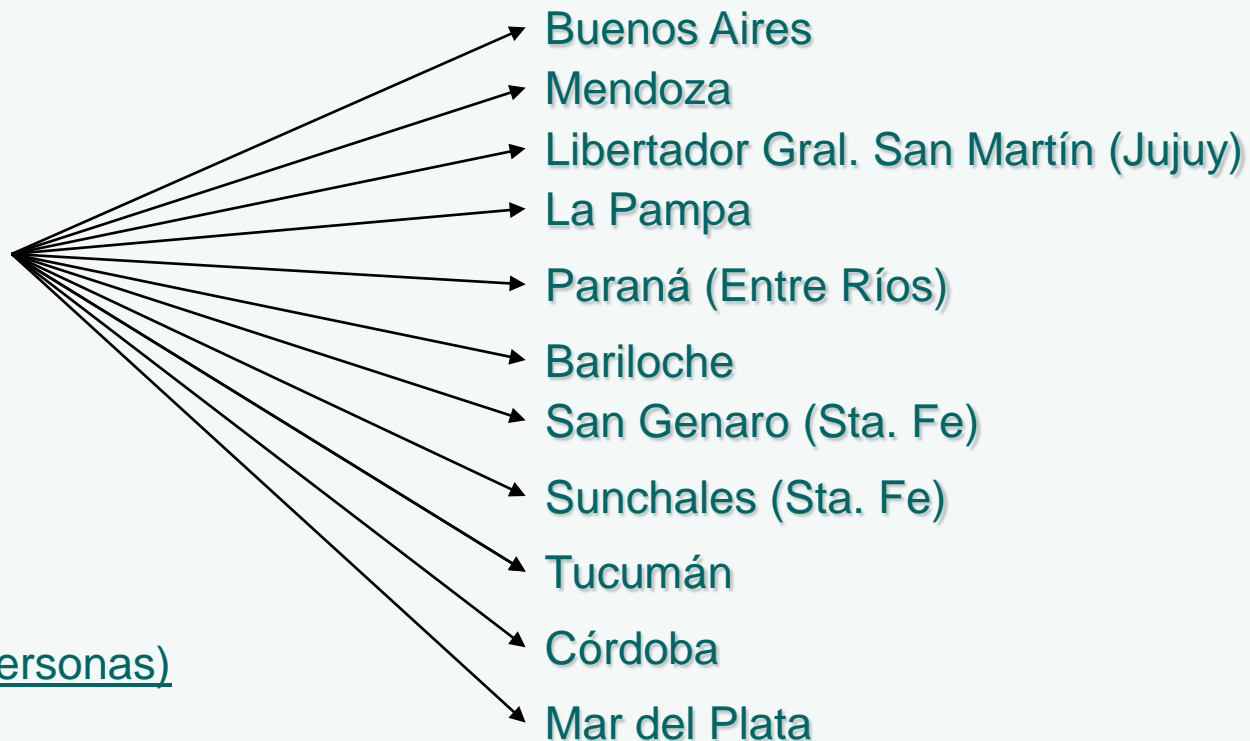 Buenos Aires
Mendoza
Libertador Gral. San Martín (Jujuy)
La Pampa
Paraná (Entre Ríos)
Bariloche
San Genaro (Sta. Fe)
Sunchales (Sta. Fe)
Tucumán
Córdoba
ersonas)
Mar del Plata